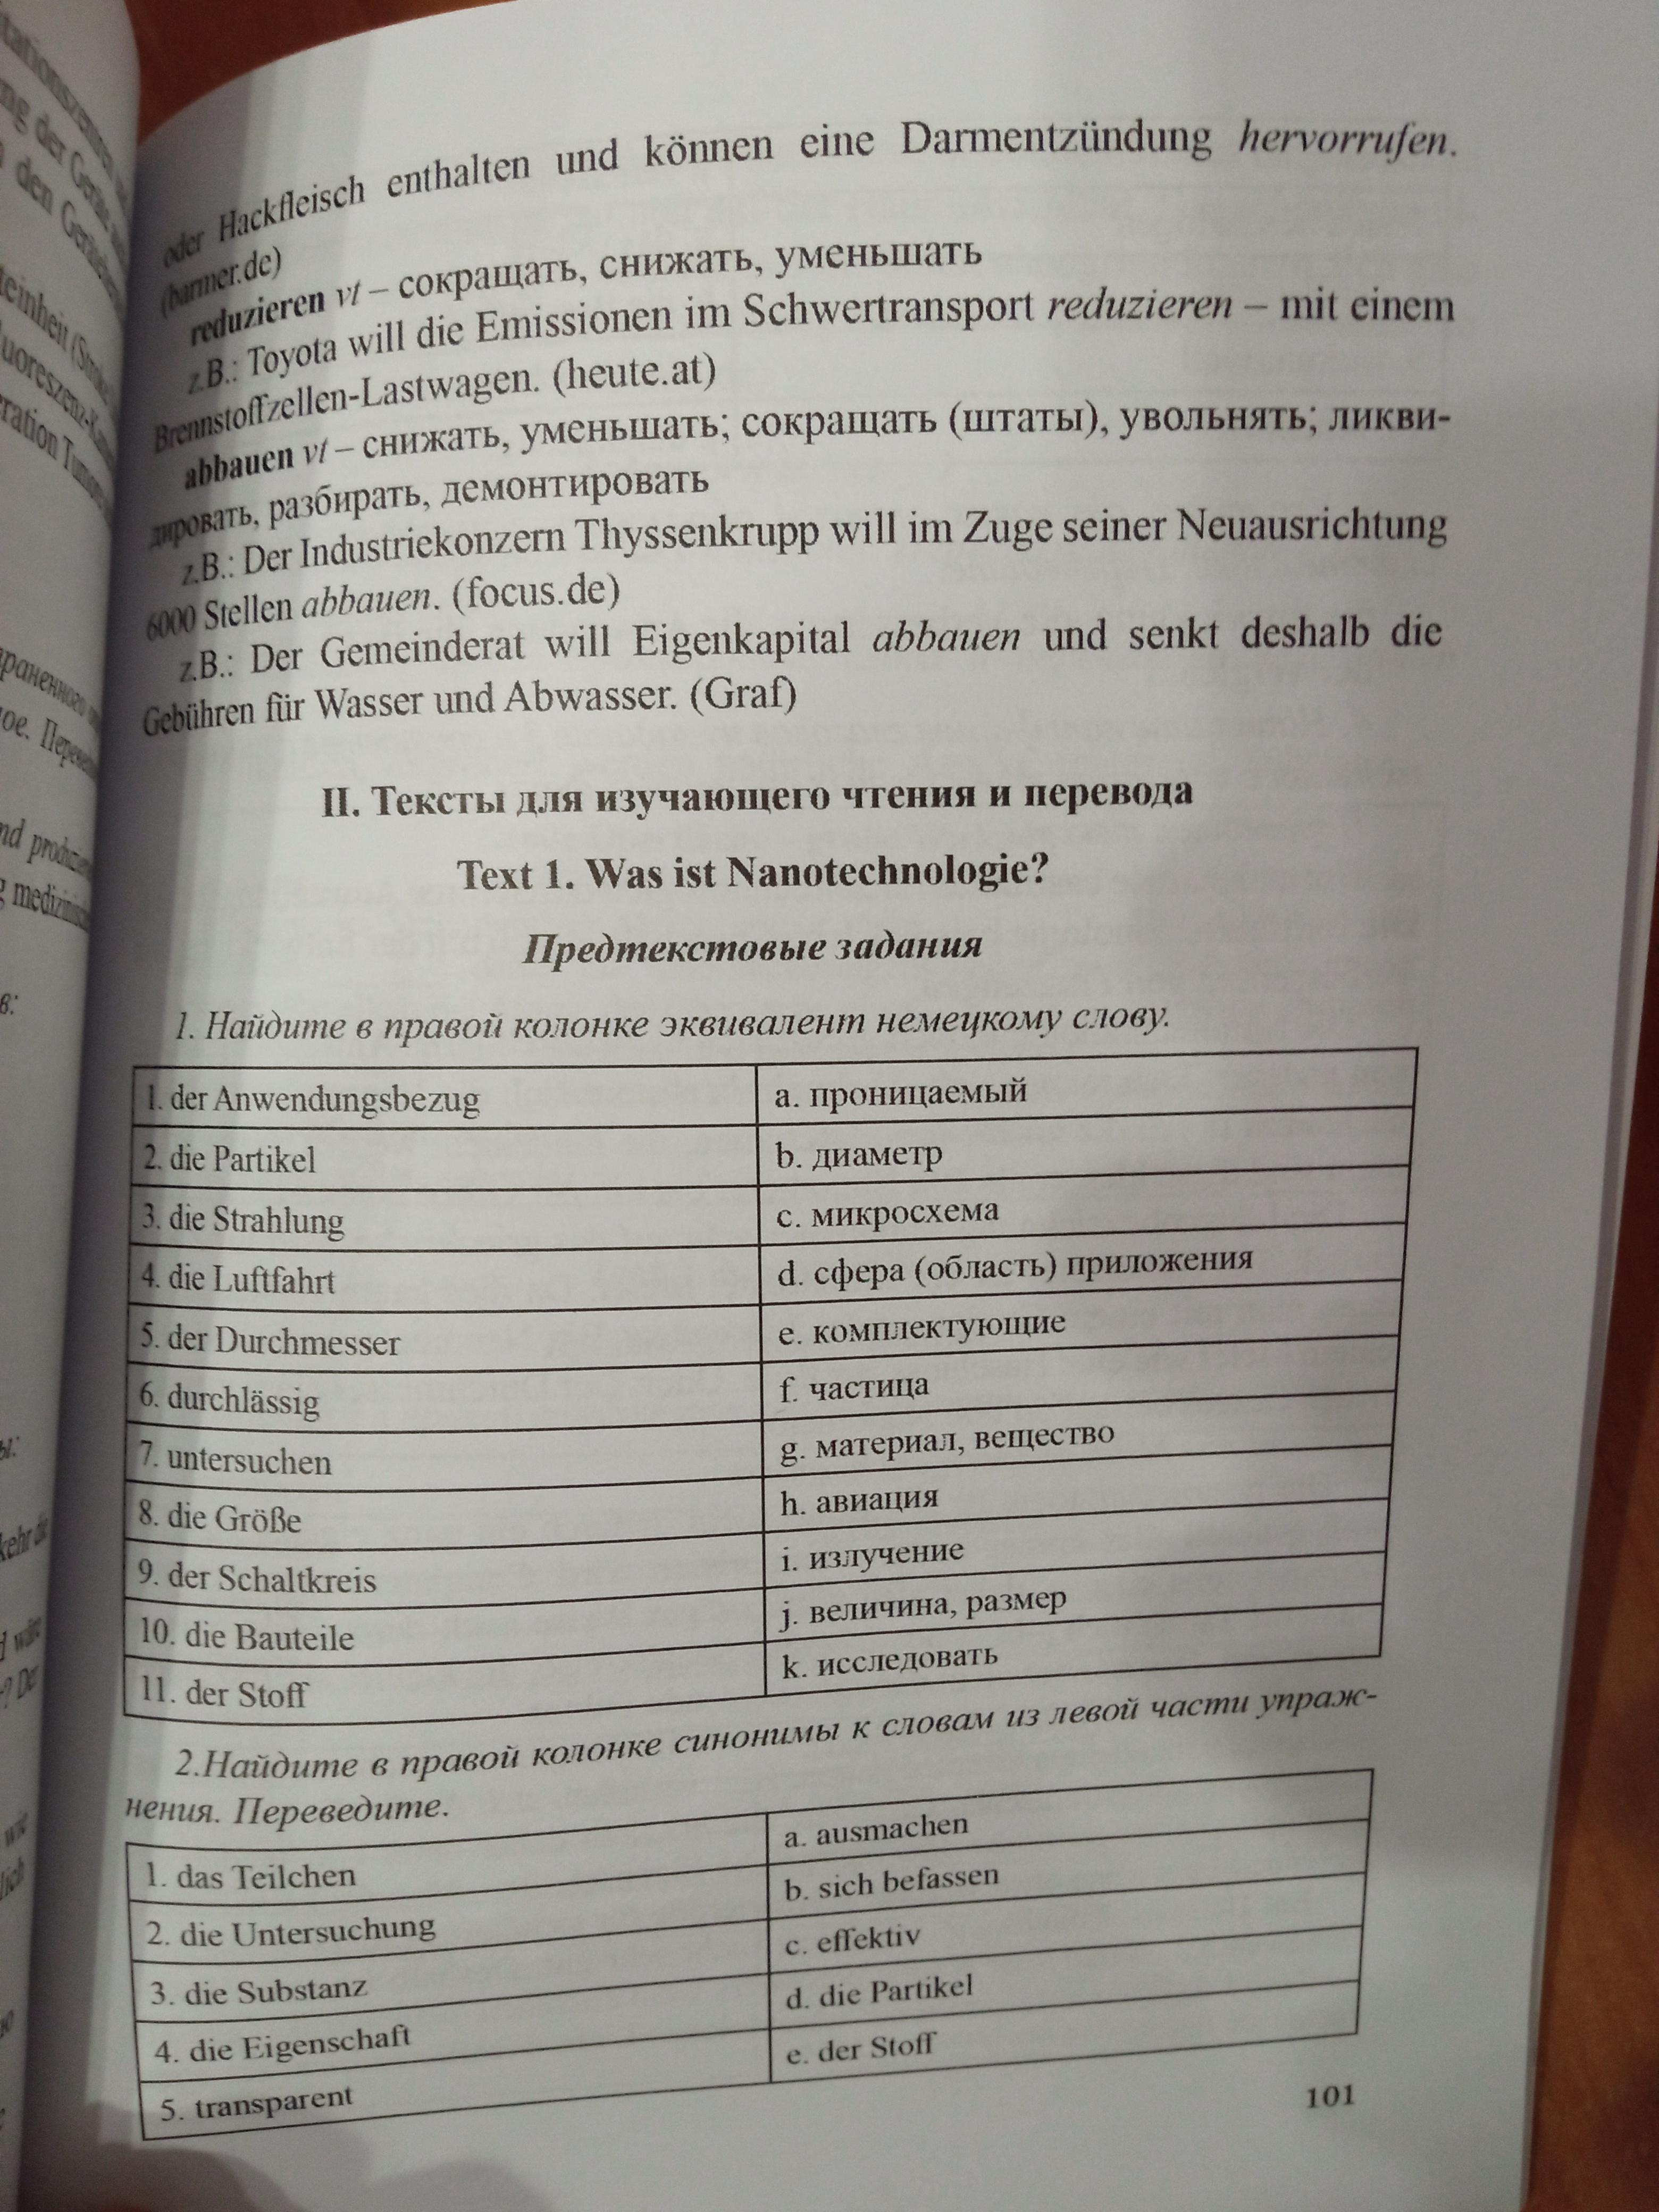 oder Hackfleisch enthalten und können eine Darmentzündung hervorrufen.
(barmer.de)
reduzieren vt – сокращать, снижать, уменьшать
z.B.: Toyota will die Emissionen im Schwertransport reduzieren – mit einem
Brennstoffzellen-Lastwagen. (heute.at)
abbauen vt – снижать, уменьшать; сокращать (штаты), увольнять; ликви-
дировать, разбирать, демонтировать
z.B.: Der Industriekonzern Thyssenkrupp will im Zuge seiner Neuausrichtung
6000 Stellen abbauen. (focus.de)
z.B.: Der Gemeinderat will Eigenkapital abbauen und senkt deshalb die
Gebühren für Wasser und Abwasser. (Graf)
II. Тексты для изучающего чтения и перевода
Text 1. Was ist Nanotechnologie?
Предтекстовые задания
1. Найдите в правой колонке эквивалент немецкому слову.
1. der Anwendungsbezug a. проницаемый
2. die Partikel b. диаметр
3. die Strahlung c. микросхема
4. die Luftfahrt d. сфера (область) приложения
5. der Durchmesser e. комплектующие
6. durchlässig f. частица
7. untersuchen g. материал, вещество
8. die Größe h. авиация
9. der Schaltkreis i. излучение
10. die Bauteile j. величина, размер
11. der Stoff k. исследовать
2.Найдите в правой колонке синонимы к словам из левой части упраж-
нения. Переведите.
1. das Teilchen a. ausmachen
2. die Untersuchung b. sich befassen
3. die Substanz c. effektiv
4. die Eigenschaft d. die Partikel
5. transparent e. der Stoff
101